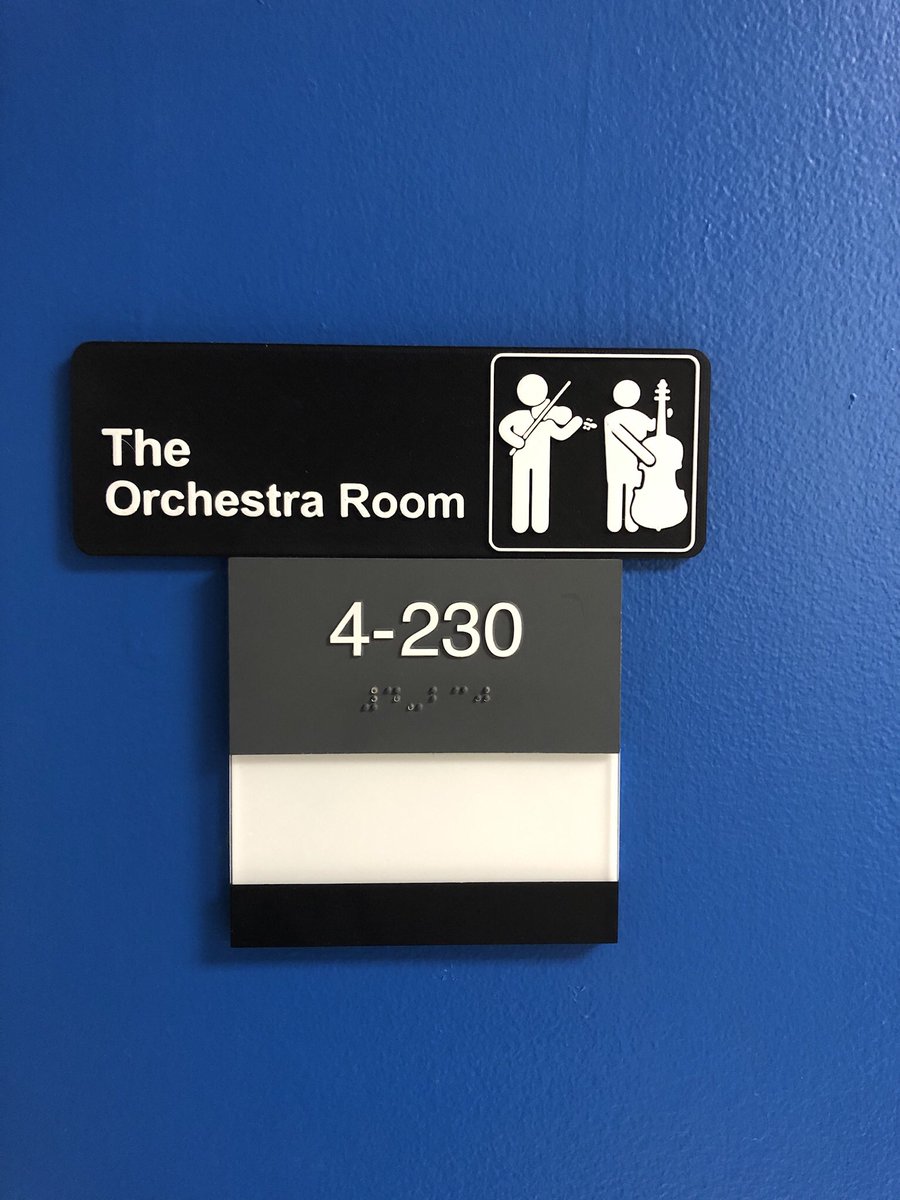 The
Orchestra Room
4-230
⠼⠙⠤⠼⠃⠉⠚